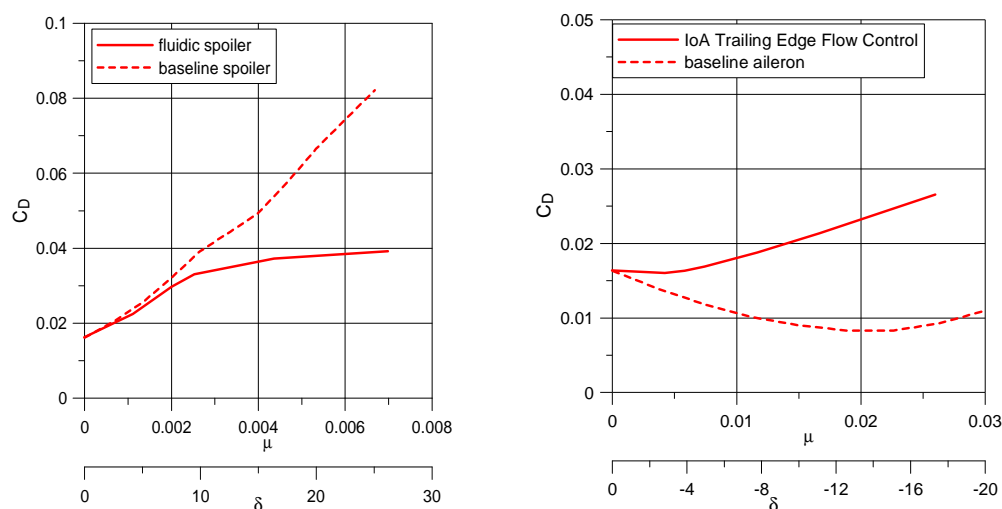 0.1
fluidic spoiler
baseline spoiler
0.08
0.06
C_D
0.04
0.02
0
0 0.002 0.004 0.006 0.008
μ
0 10 20 30
δ
0.05
IoA Trailing Edge Flow Control
baseline aileron
0.04
0.03
C_D
0.02
0.01
0
0 0.01 0.02 0.03
μ
0 -4 -8 -12 -16 -20
δ